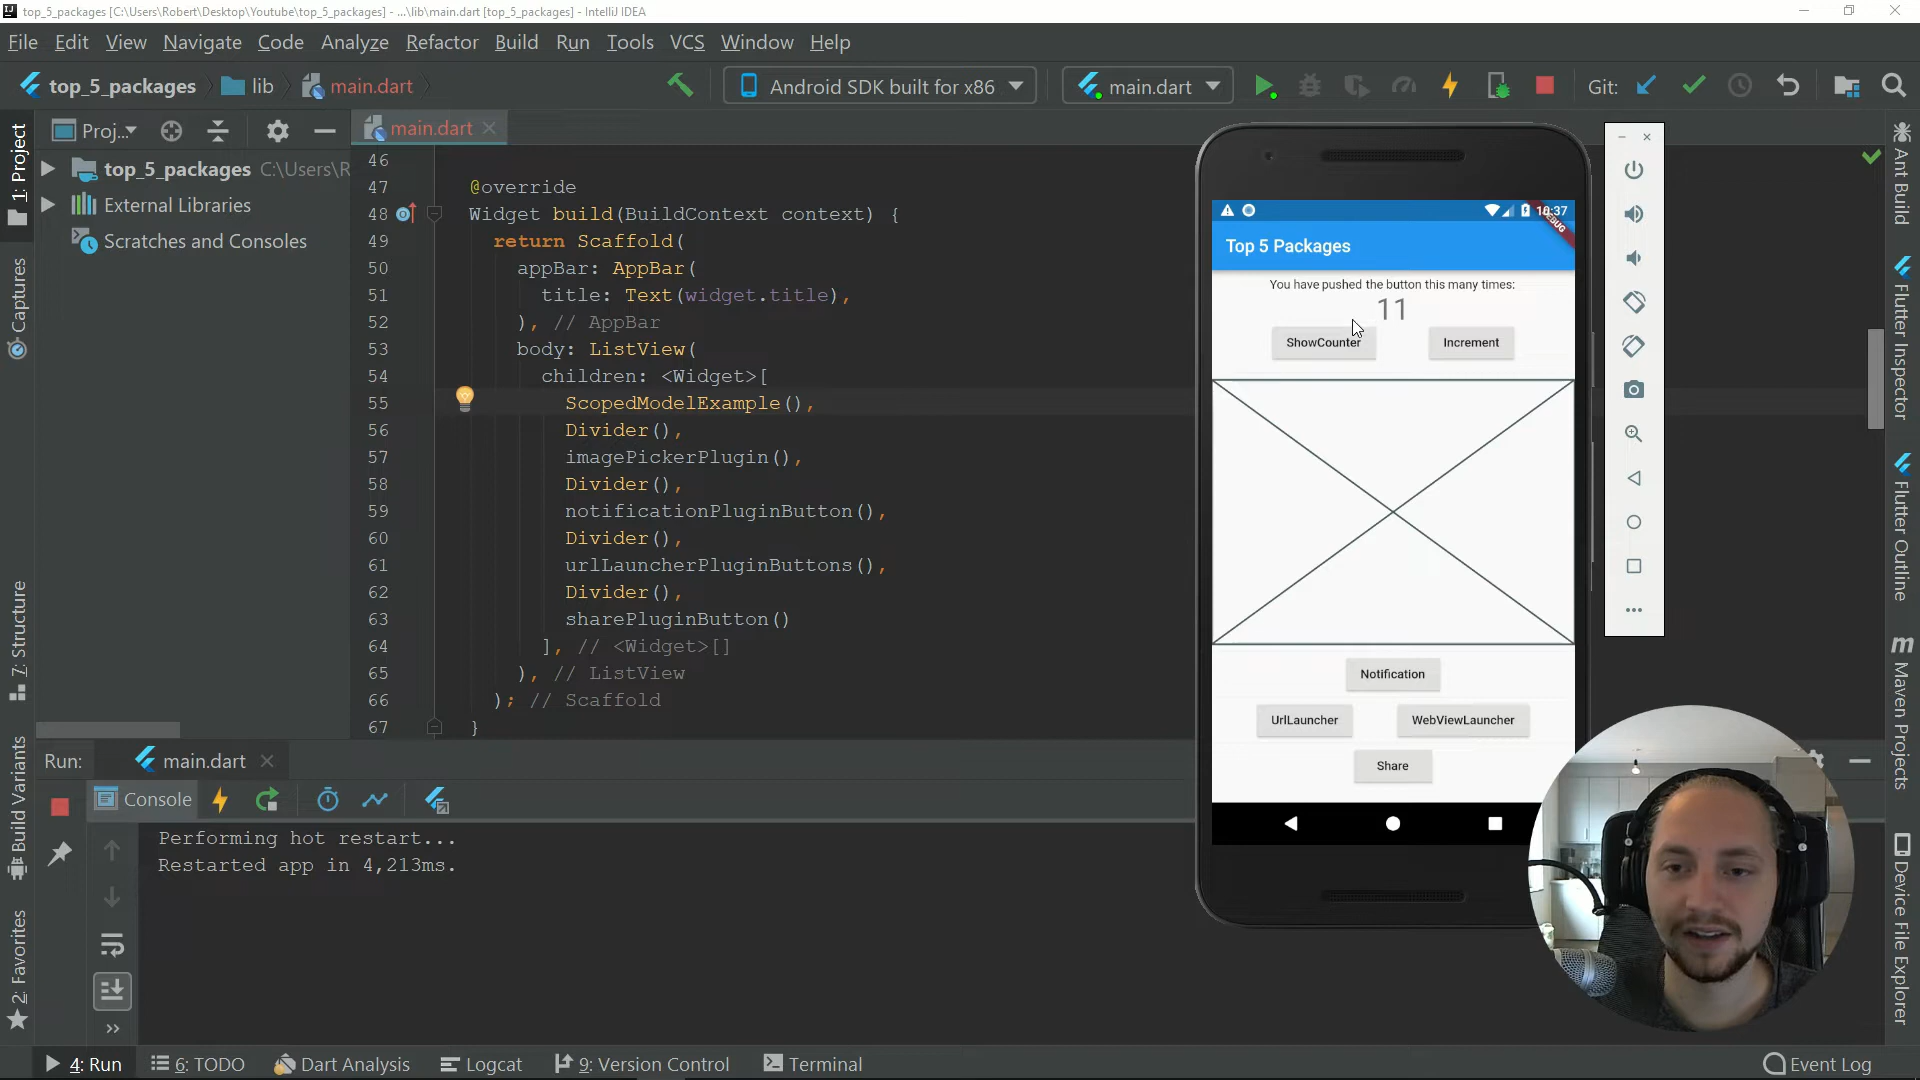 top_5_packages [C:\Users\Robert\Desktop\Youtube\top_5_packages] - ...\lib\main.dart [top_5_packages] - IntelliJ IDEA
File Edit View Navigate Code Analyze Refactor Build Run Tools VCS Window Help
top_5_packages lib main.dart Android SDK built for x86 main.dart Git:
1: Project
Captures
7: Structure
Build Variants
2: Favorites
Proj...
top_5_packages C:\Users\R
External Libraries
Scratches and Consoles
main.dart
46
47 @override
48 Widget build(BuildContext context) {
49 return Scaffold(
50 appBar: AppBar(
51 title: Text(widget.title),
52 ), // AppBar
53 body: ListView(
54 children: <Widget>[
55 ScopedModelExample(),
56 Divider(),
57 imagePickerPlugin(),
58 Divider(),
59 notificationPluginButton(),
60 Divider(),
61 urlLauncherPluginButtons(),
62 Divider(),
63 sharePluginButton()
64 ], // <Widget>[]
65 ), // ListView
66 ); // Scaffold
67 }
10:37
DEBUG
Top 5 Packages
You have pushed the button this many times:
11
ShowCounter Increment
Notification
UrlLauncher WebViewLauncher
Share
Ant Build
Flutter Inspector
Flutter Outline
Maven Projects
Device File Explorer
Run: main.dart
Console
Performing hot restart...
Restarted app in 4,213ms.
4: Run 6: TODO Dart Analysis Logcat 9: Version Control Terminal Event Log